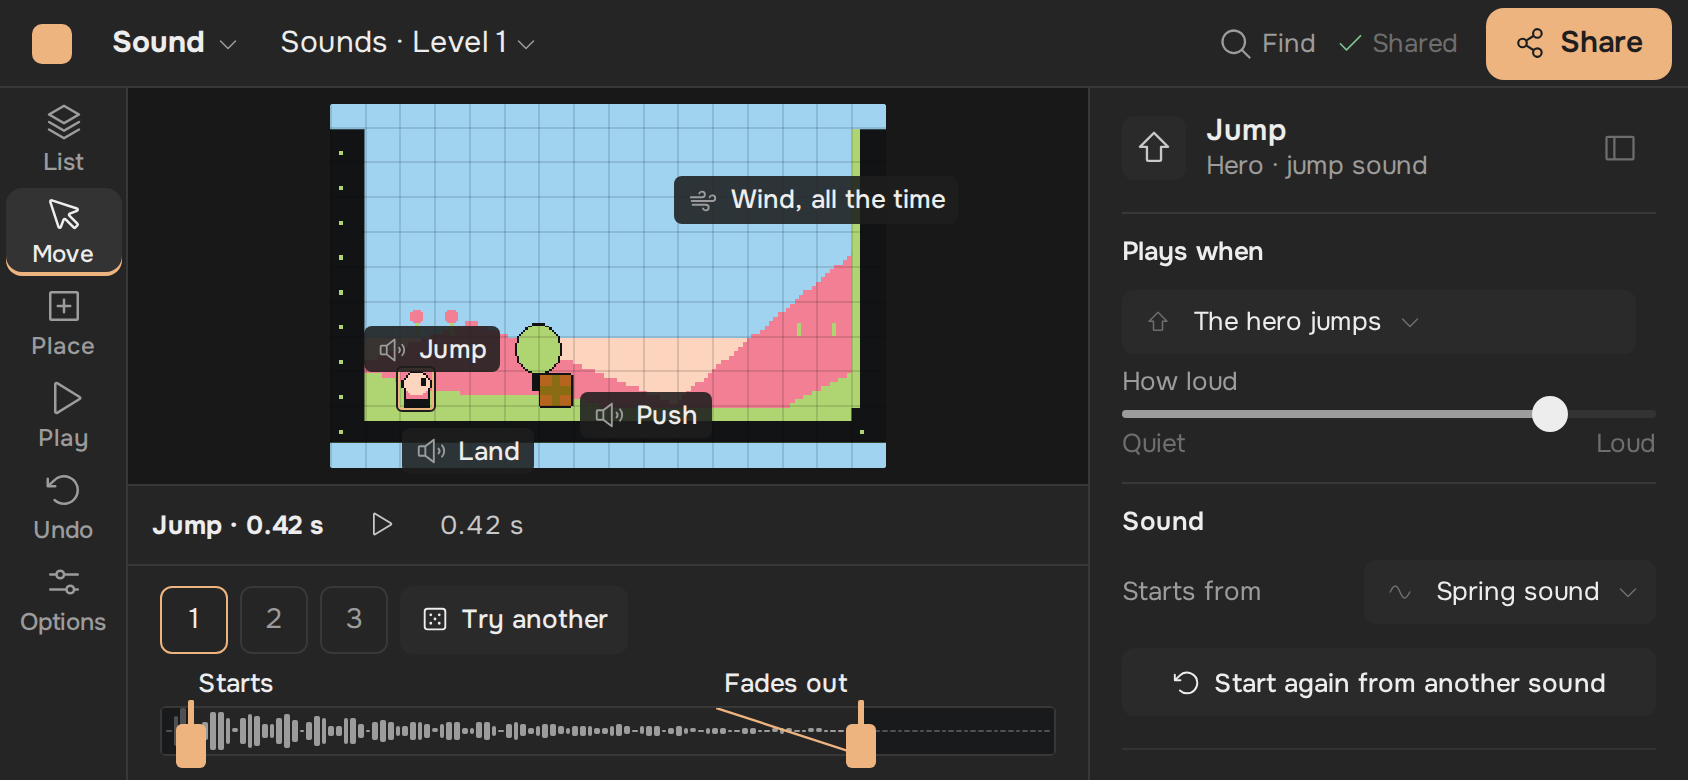 Sound
Sounds · Level 1
Find
Shared
Share
List
Move
Place
Play
Undo
Options
Wind, all the time
Jump
Push
Land
Jump · 0.42 s
0.42 s
1
2
3
Try another
Starts
Fades out
Jump
Hero · jump sound
Plays when
The hero jumps
How loud
Quiet
Loud
Sound
Starts from
Spring sound
Start again from another sound